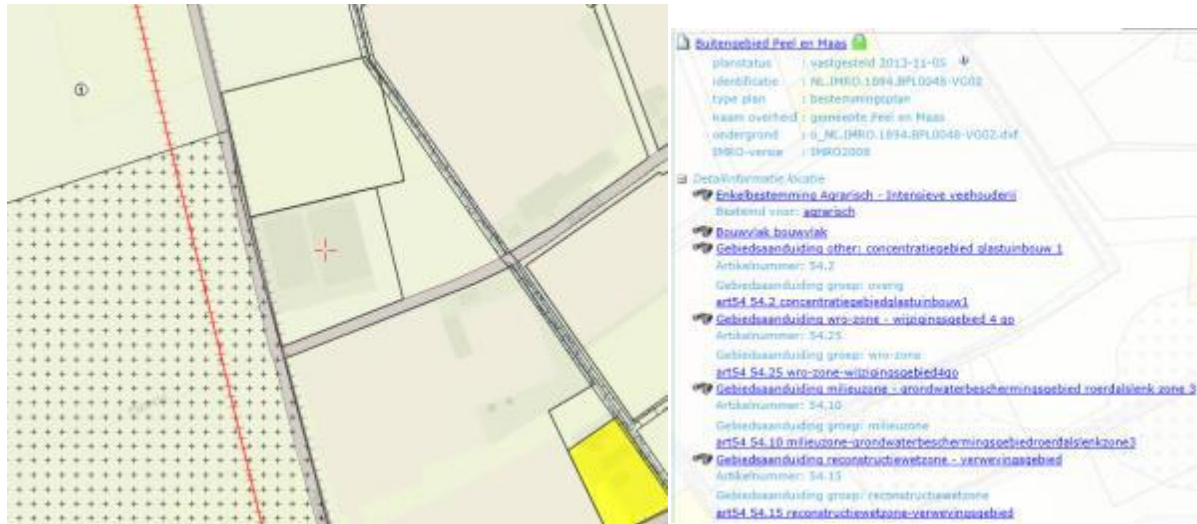 ①
Buitengebied Peel en Maas
planstatus : vastgesteld 2013-11-05
identificatie : NL.IMRO.1894.BPL0048-VG02
type plan : bestemmingsplan
naam overheid : gemeente Peel en Maas
ondergrond : o_NL.IMRO.1894.BPL0048-VG02.dxf
IMRO-versie : IMRO2008
Detailinformatie locatie
Enkelbestemming Agrarisch - Intensieve veehouderij
Bestemd voor: agrarisch
Bouwvlak bouwvlak
Gebiedsaanduiding other: concentratiegebied glastuinbouw 1
Artikelnummer: 54.2
Gebiedsaanduiding groep: overig
art54 54.2 concentratiegebiedglastuinbouw1
Gebiedsaanduiding wro-zone - wijzigingsgebied 4 go
Artikelnummer: 54.25
Gebiedsaanduiding groep: wro-zone
art54 54.25 wro-zone-wijzigingsgebied4go
Gebiedsaanduiding milieuzone - grondwaterbeschermingsgebied roerdalslenk zone 3
Artikelnummer: 54.10
Gebiedsaanduiding groep: milieuzone
art54 54.10 milieuzone-grondwaterbeschermingsgebiedroerdalslenkzone3
Gebiedsaanduiding reconstructiewetzone - verwevingsgebied
Artikelnummer: 54.15
Gebiedsaanduiding groep: reconstructiewetzone
art54 54.15 reconstructiewetzone-verwevingsgebied